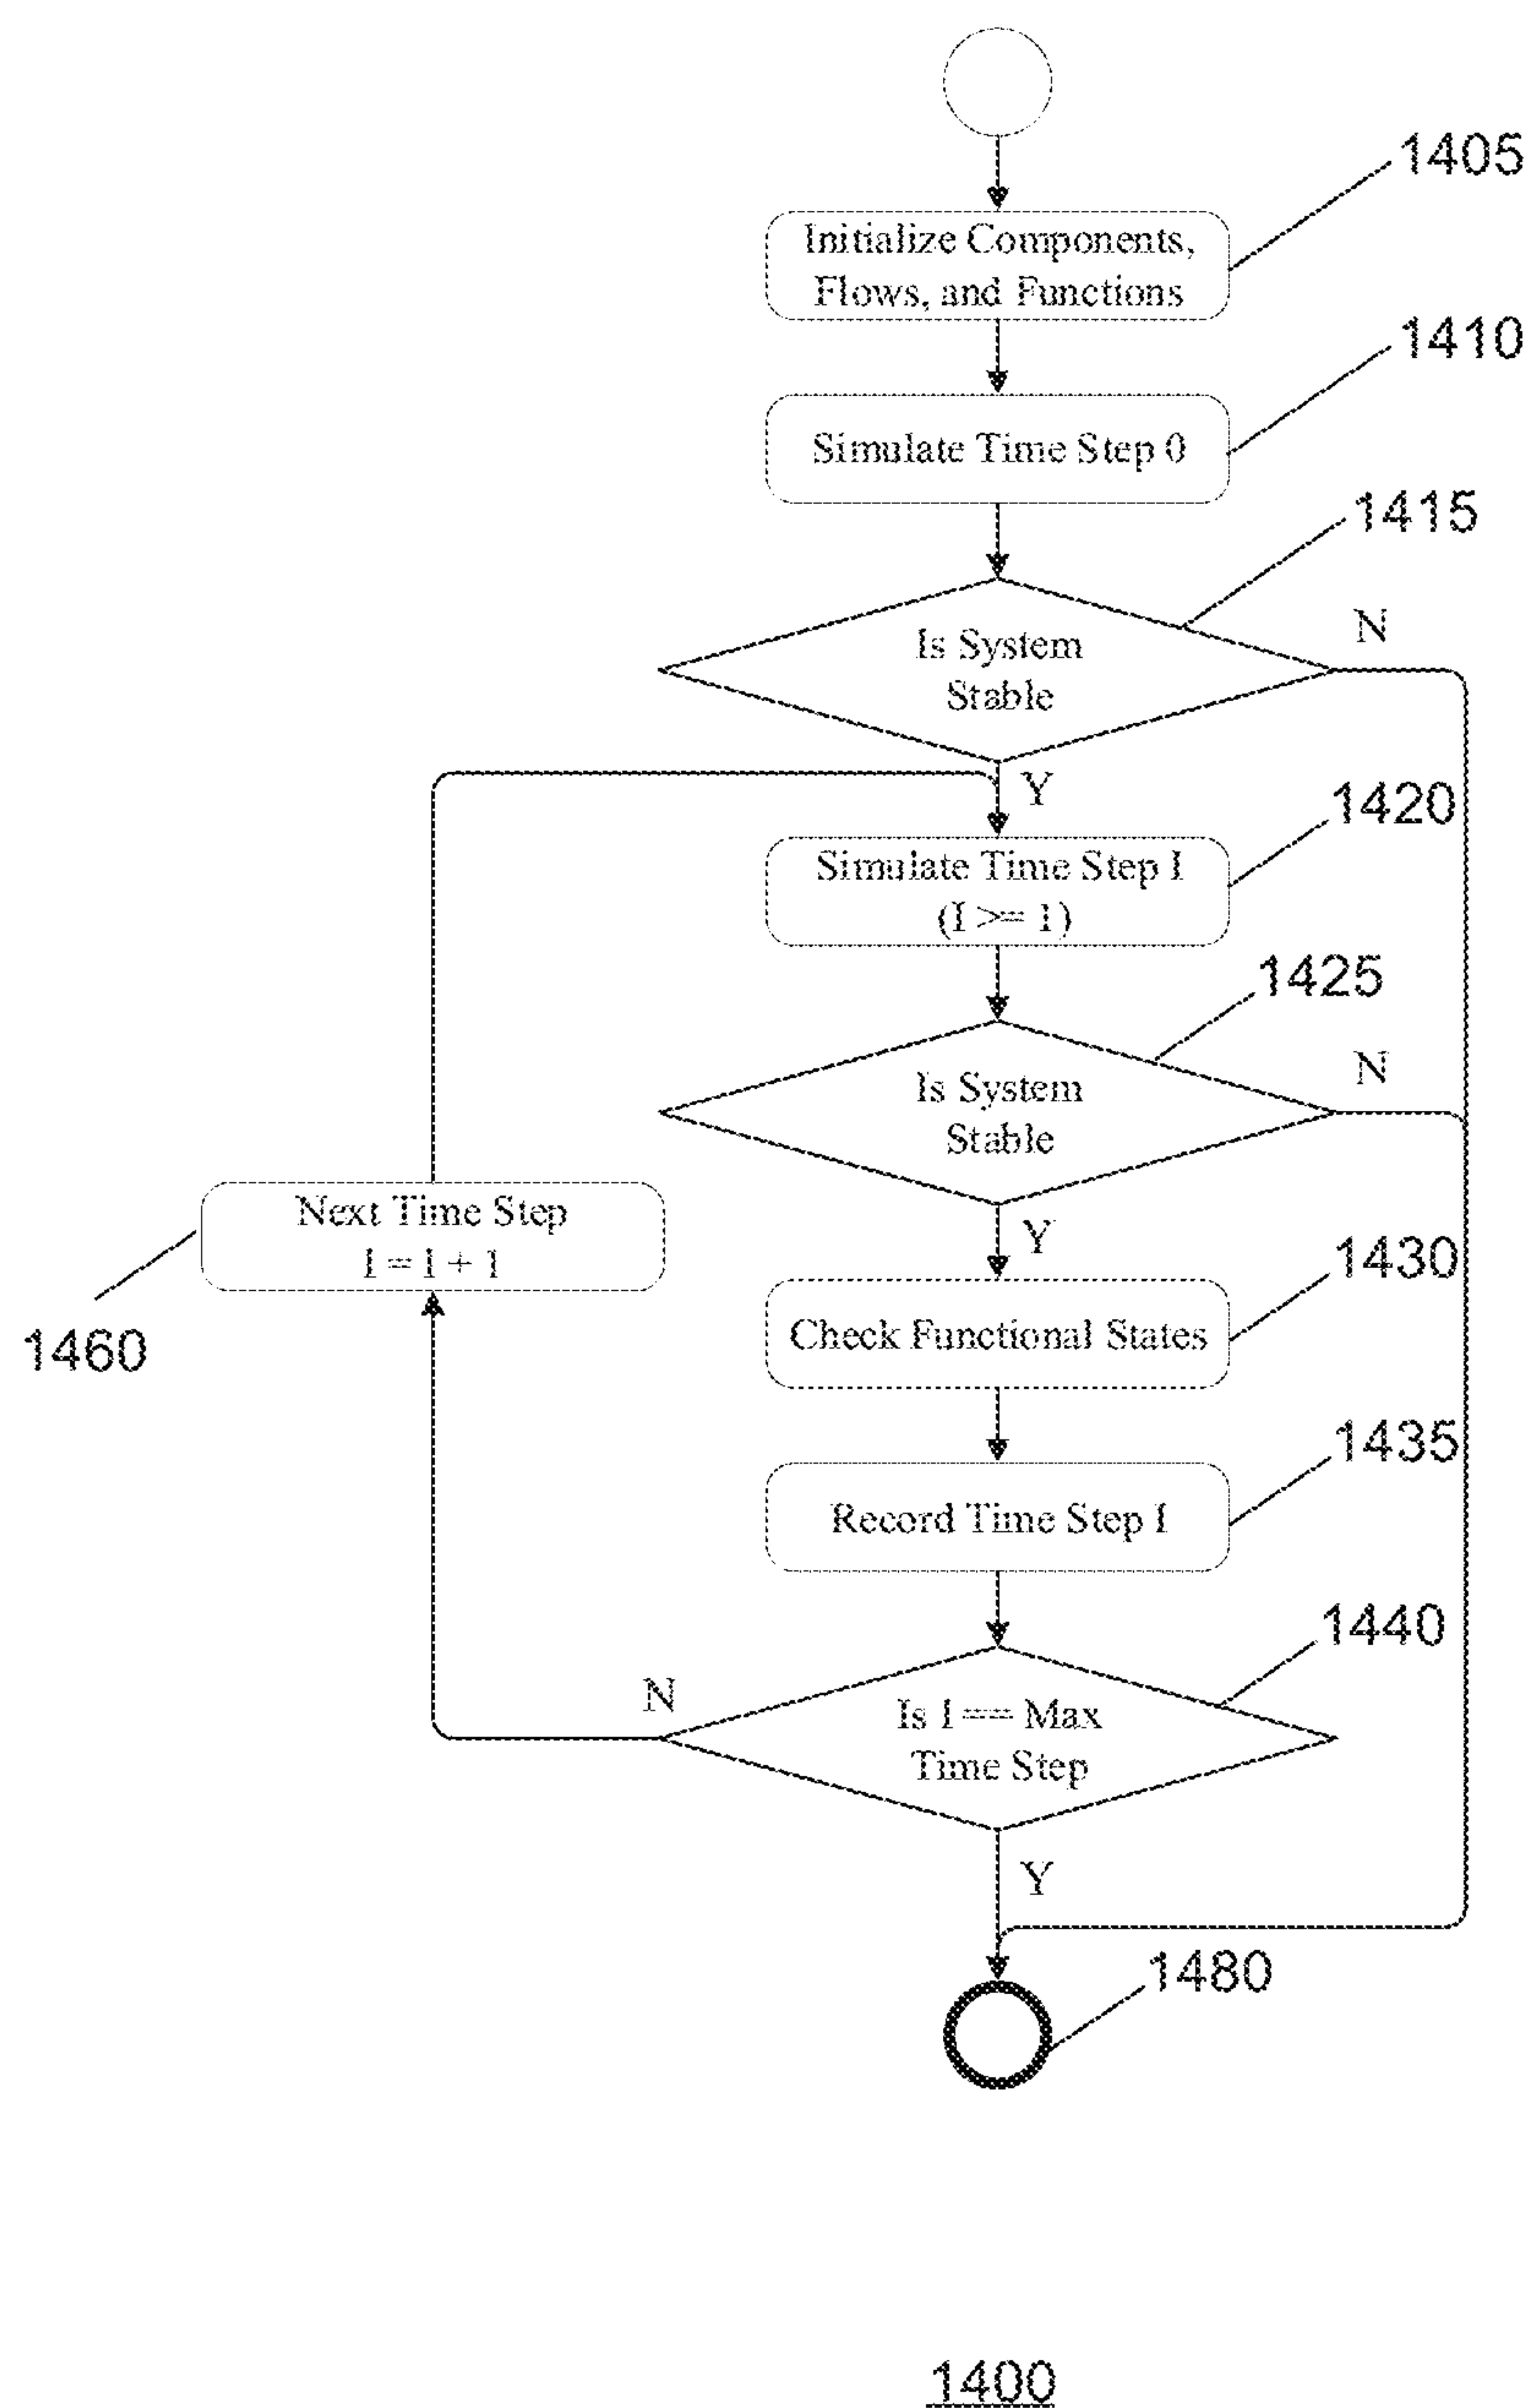 1405
Initialize Components,
Flows, and Functions
1410
Simulate Time Step 0
1415
Is System
Stable
N
Y
1420
Simulate Time Step I
(I >= 1)
1425
Is System
Stable
N
Y
Next Time Step
I = I + 1
1460
1430
Check Functional States
1435
Record Time Step I
1440
Is I == Max
Time Step
N
Y
1480
1400